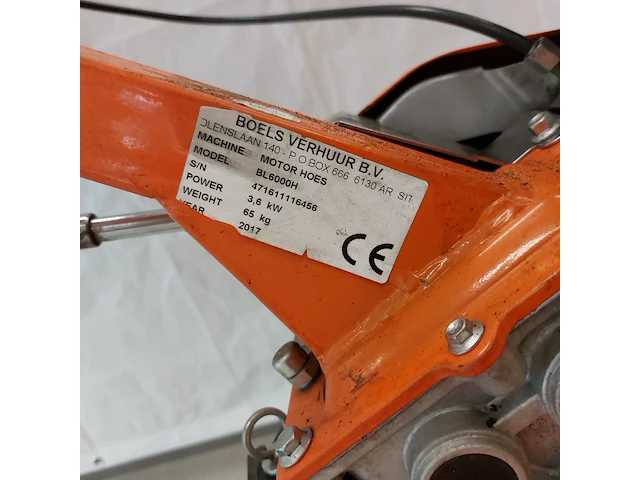 BOELS VERHUUR B.V.
OLENSLAAN 140 - P.O.BOX 666 6130 AR SIT
MACHINE MOTOR HOES
MODEL BL6000H
S/N 471611116456
POWER 3,6 kW
WEIGHT 65 kg
YEAR 2017
CE